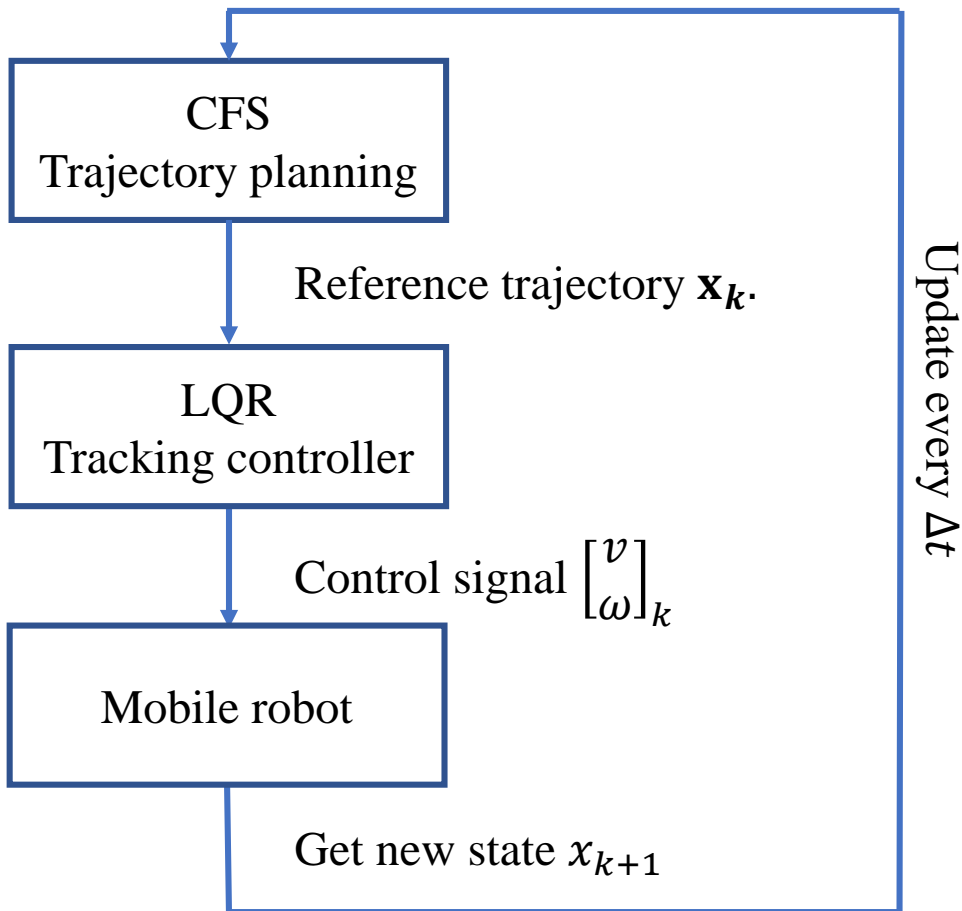 CFS
Trajectory planning
Reference trajectory 𝐱𝒌.
LQR
Tracking controller
Control signal [𝑣 𝜔]𝑘
Mobile robot
Get new state 𝑥𝑘+1
Update every Δ𝑡